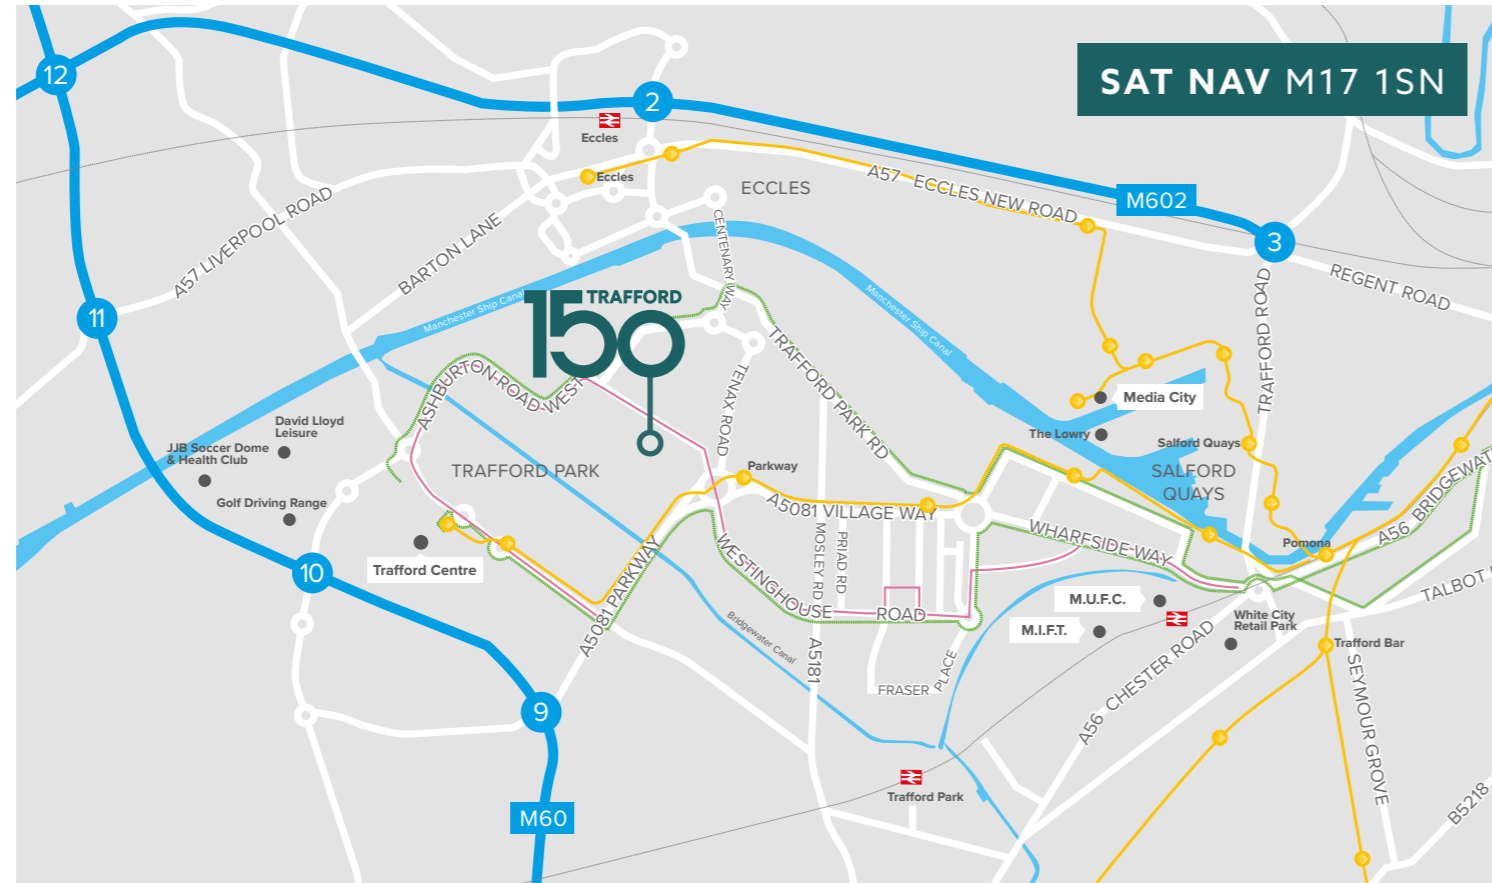 SAT NAV M17 1SN
12
2
Eccles
Eccles
ECCLES
A57 ECCLES NEW ROAD
M602
3
REGENT ROAD
A57 LIVERPOOL ROAD
BARTON LANE
CENTENARY WAY
TRAFFORD ROAD
11
Manchester Ship Canal
Manchester Ship Canal
TRAFFORD
150
ASHBURTON ROAD WEST
TENAX ROAD
TRAFFORD PARK RD
Media City
The Lowry
Salford Quays
SALFORD
QUAYS
David Lloyd
Leisure
JJB Soccer Dome
& Health Club
Golf Driving Range
TRAFFORD PARK
Parkway
A5081 VILLAGE WAY
MOSLEY RD
PRIAD RD
WHARFSIDE WAY
Pomona
A56 BRIDGEWAT
TALBOT
10
Trafford Centre
A5081 PARKWAY
WESTINGHOUSE ROAD
Bridgewater Canal
A5181
FRASER PLACE
M.U.F.C.
M.I.F.T.
White City
Retail Park
A56 CHESTER ROAD
Trafford Bar
SEYMOUR GROVE
9
M60
Trafford Park
B5218